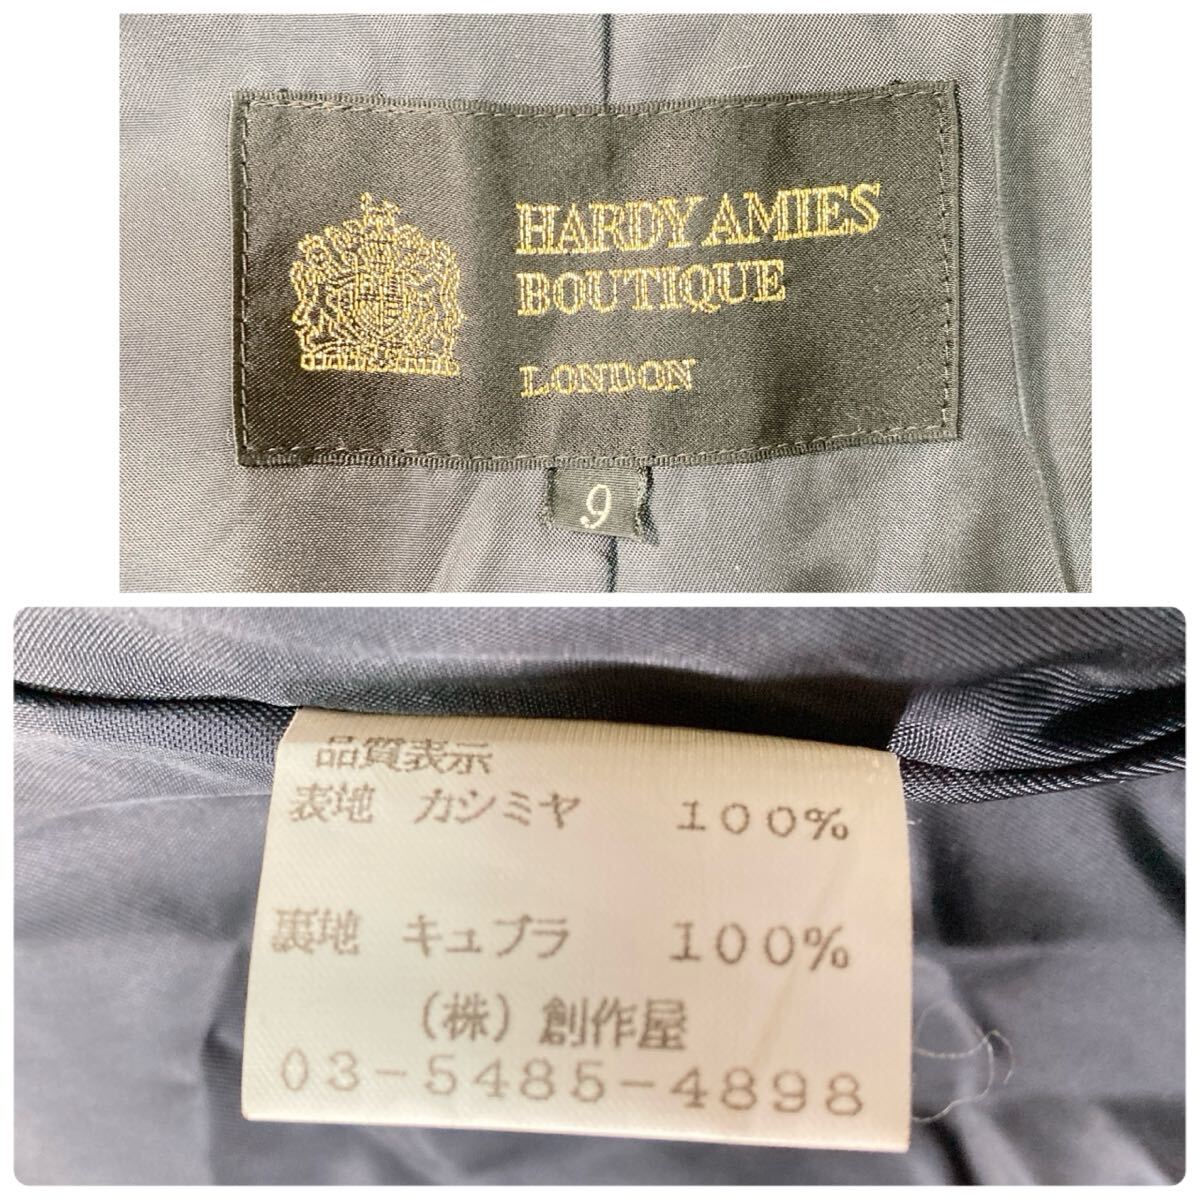 HARDY AMIES
BOUTIQUE
LONDON
9
品質表示
表地 カシミヤ 100%
裏地 キュプラ 100%
(株) 創作屋
03-5485-4898